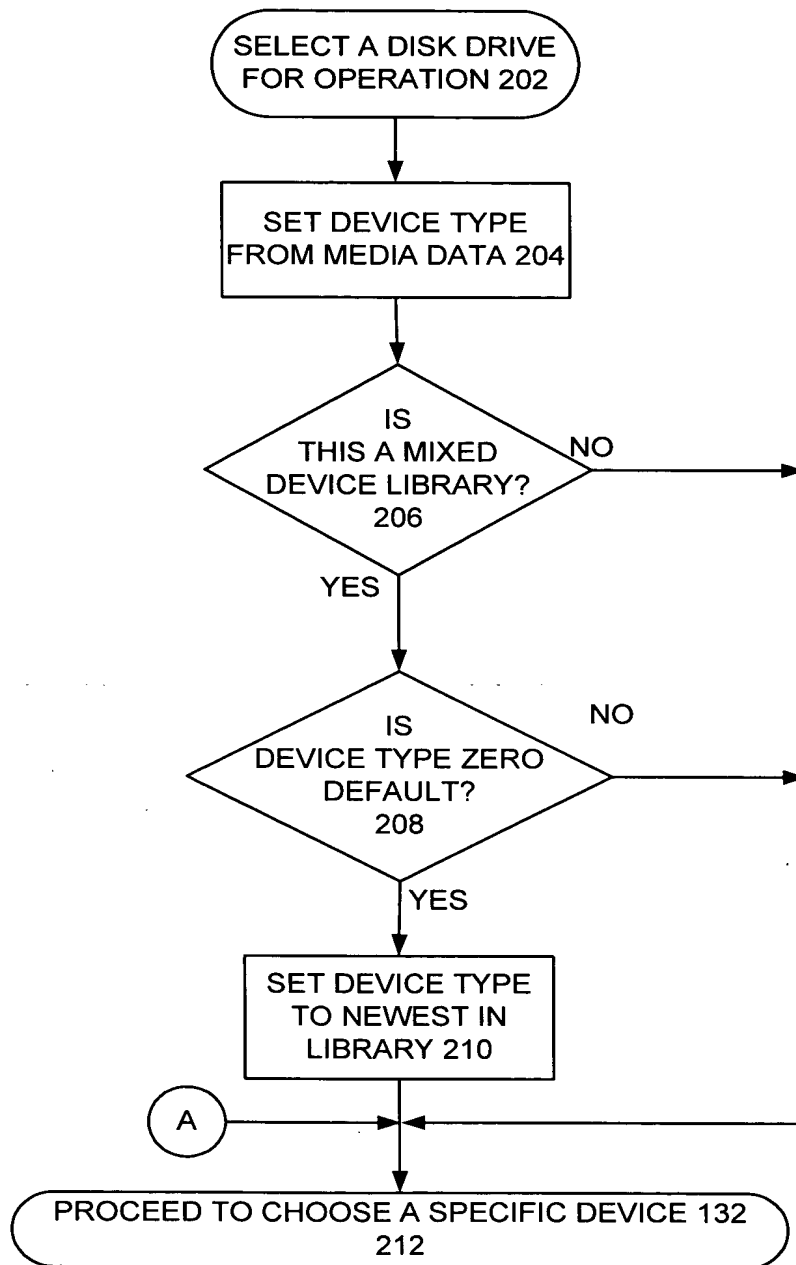 SELECT A DISK DRIVE
FOR OPERATION 202
SET DEVICE TYPE
FROM MEDIA DATA 204
IS
THIS A MIXED
DEVICE LIBRARY?
206
NO
YES
IS
DEVICE TYPE ZERO
DEFAULT?
208
NO
YES
SET DEVICE TYPE
TO NEWEST IN
LIBRARY 210
A
PROCEED TO CHOOSE A SPECIFIC DEVICE 132
212